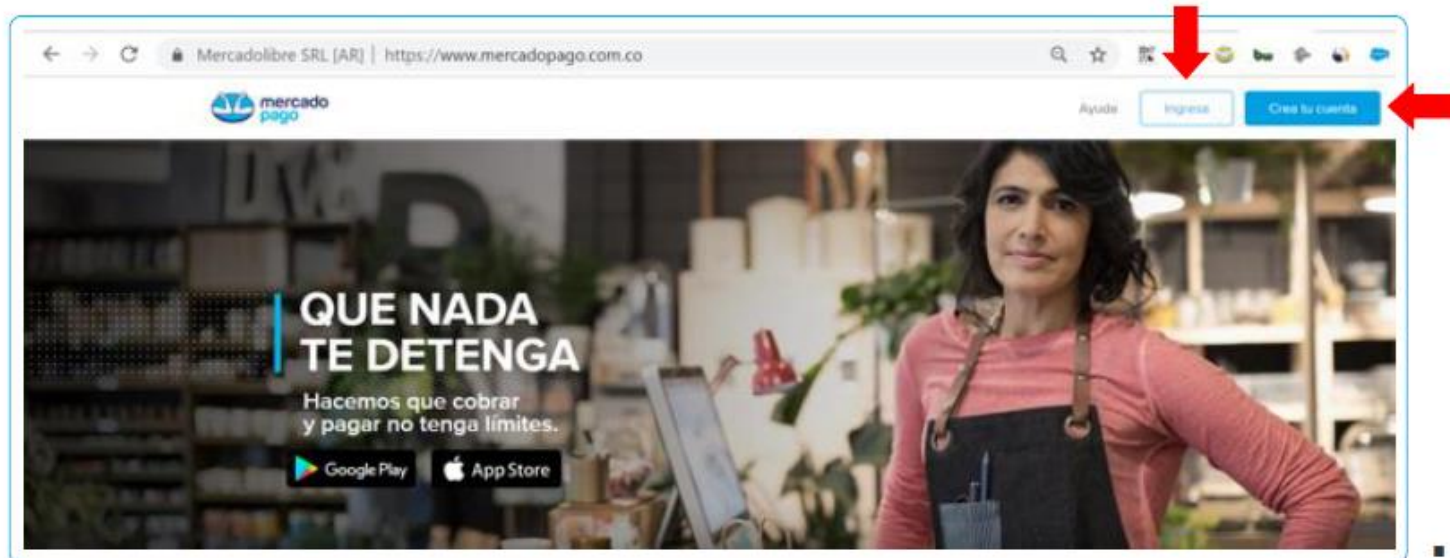 Mercadolibre SRL [AR] | https://www.mercadopago.com.co
mercado
pago
Ayuda
Ingresa
Crea tu cuenta
QUE NADA
TE DETENGA
Hacemos que cobrar
y pagar no tenga límites.
Google Play
App Store